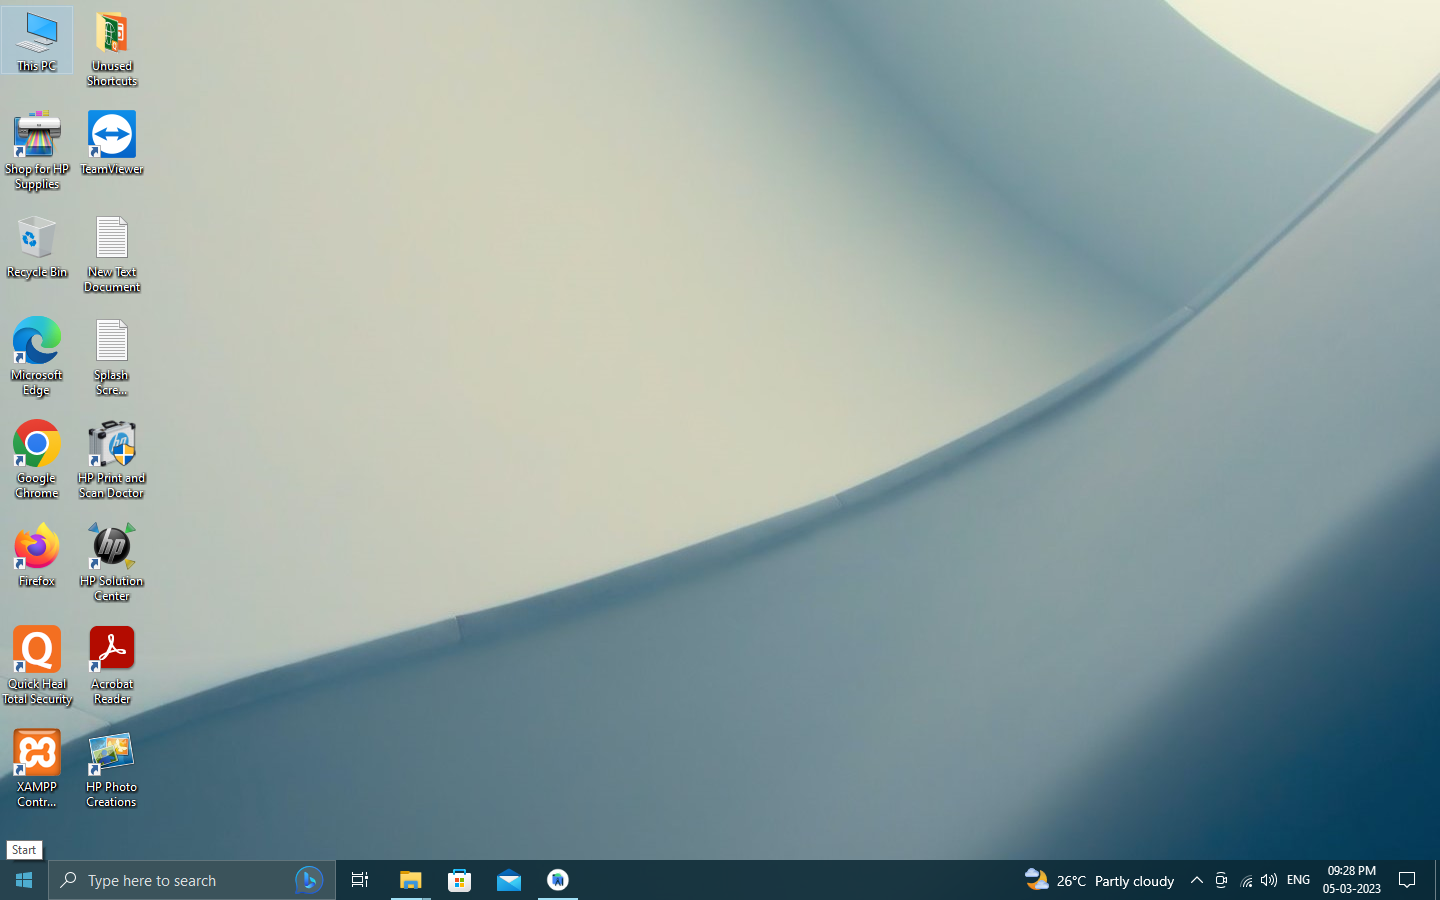 This PC
Unused
Shortcuts
Shop for HP
Supplies
TeamViewer
Recycle Bin
New Text
Document
Microsoft
Edge
Splash
Scre...
Google
Chrome
HP Print and
Scan Doctor
Firefox
HP Solution
Center
Quick Heal
Total Security
Acrobat
Reader
XAMPP
Contr...
HP Photo
Creations
Start
Type here to search
26°C Partly cloudy
ENG
09:28 PM
05-03-2023